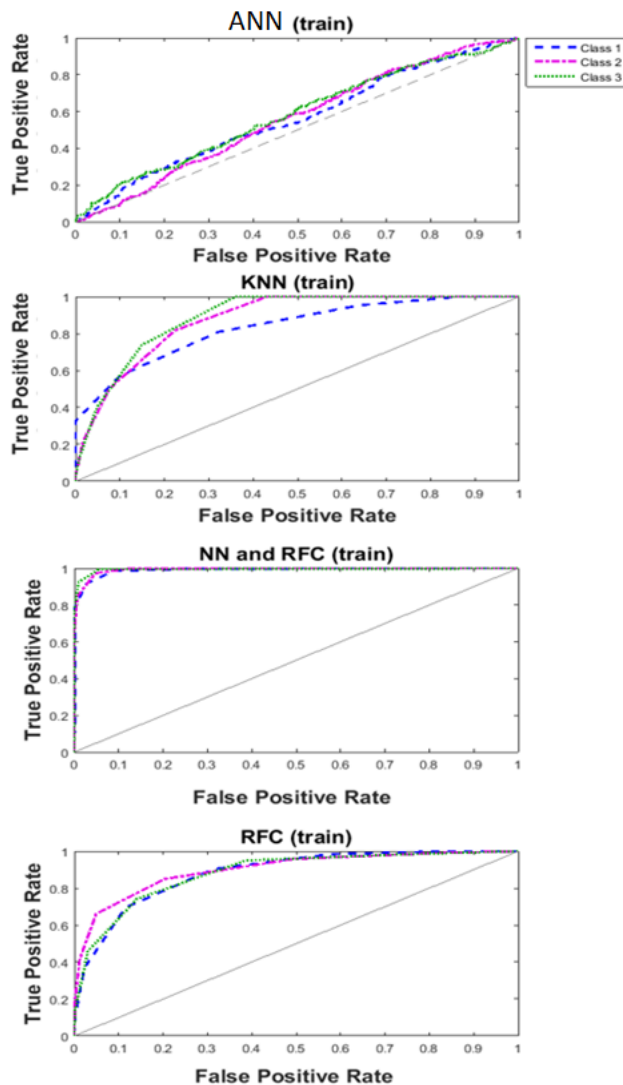 ANN (train)
Class 1
Class 2
Class 3
True Positive Rate
1
0.8
0.6
0.4
0.2
0
0 0.1 0.2 0.3 0.4 0.5 0.6 0.7 0.8 0.9 1
False Positive Rate
KNN (train)
True Positive Rate
1
0.8
0.6
0.4
0.2
0
0 0.1 0.2 0.3 0.4 0.5 0.6 0.7 0.8 0.9 1
False Positive Rate
NN and RFC (train)
True Positive Rate
1
0.8
0.6
0.4
0.2
0
0 0.1 0.2 0.3 0.4 0.5 0.6 0.7 0.8 0.9 1
False Positive Rate
RFC (train)
True Positive Rate
1
0.8
0.6
0.4
0.2
0
0 0.1 0.2 0.3 0.4 0.5 0.6 0.7 0.8 0.9 1
False Positive Rate